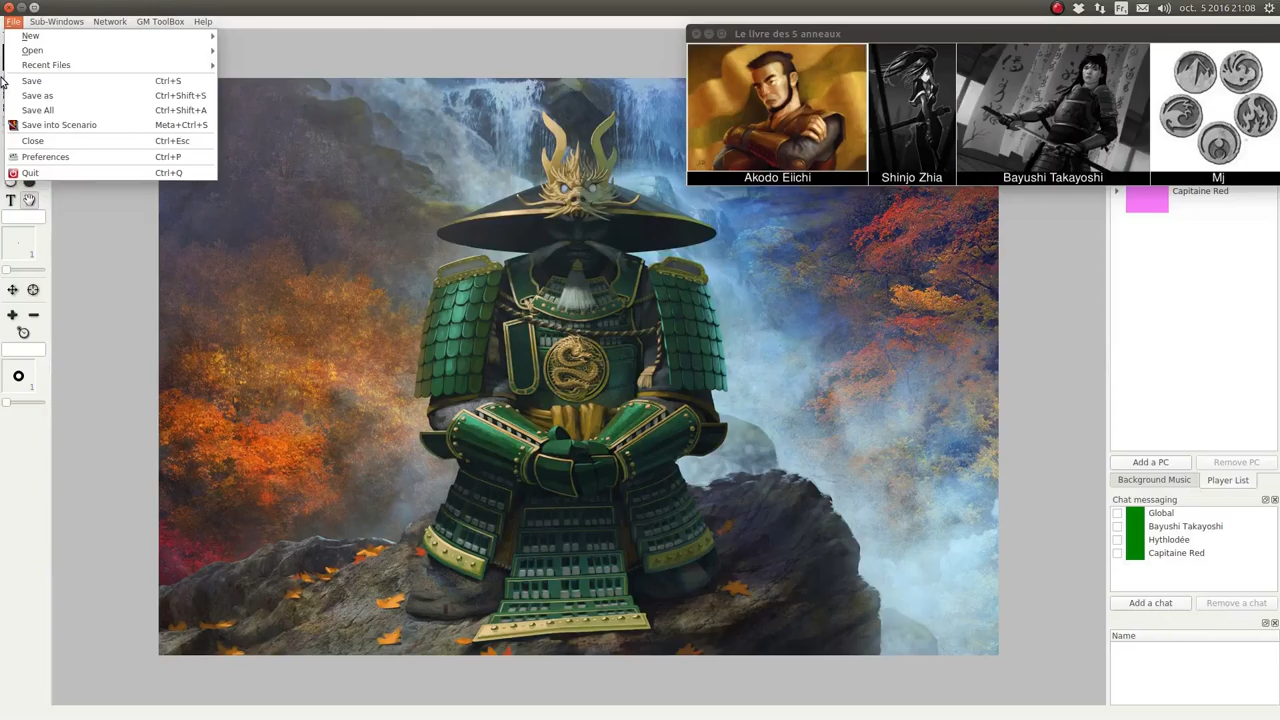 Fr,
oct. 5 2016 21:08
File Sub-Windows Network GM ToolBox Help
New
Open
Recent Files
Save Ctrl+S
Save as Ctrl+Shift+S
Save All Ctrl+Shift+A
Save into Scenario Meta+Ctrl+S
Close Ctrl+Esc
Preferences Ctrl+P
Quit Ctrl+Q
T
1
1
Le livre des 5 anneaux
Akodo Eiichi Shinjo Zhia Bayushi Takayoshi Mj
Capitaine Red
Add a PC Remove PC
Background Music Player List
Chat messaging
Global
Bayushi Takayoshi
Hythlodée
Capitaine Red
Add a chat Remove a chat
Name